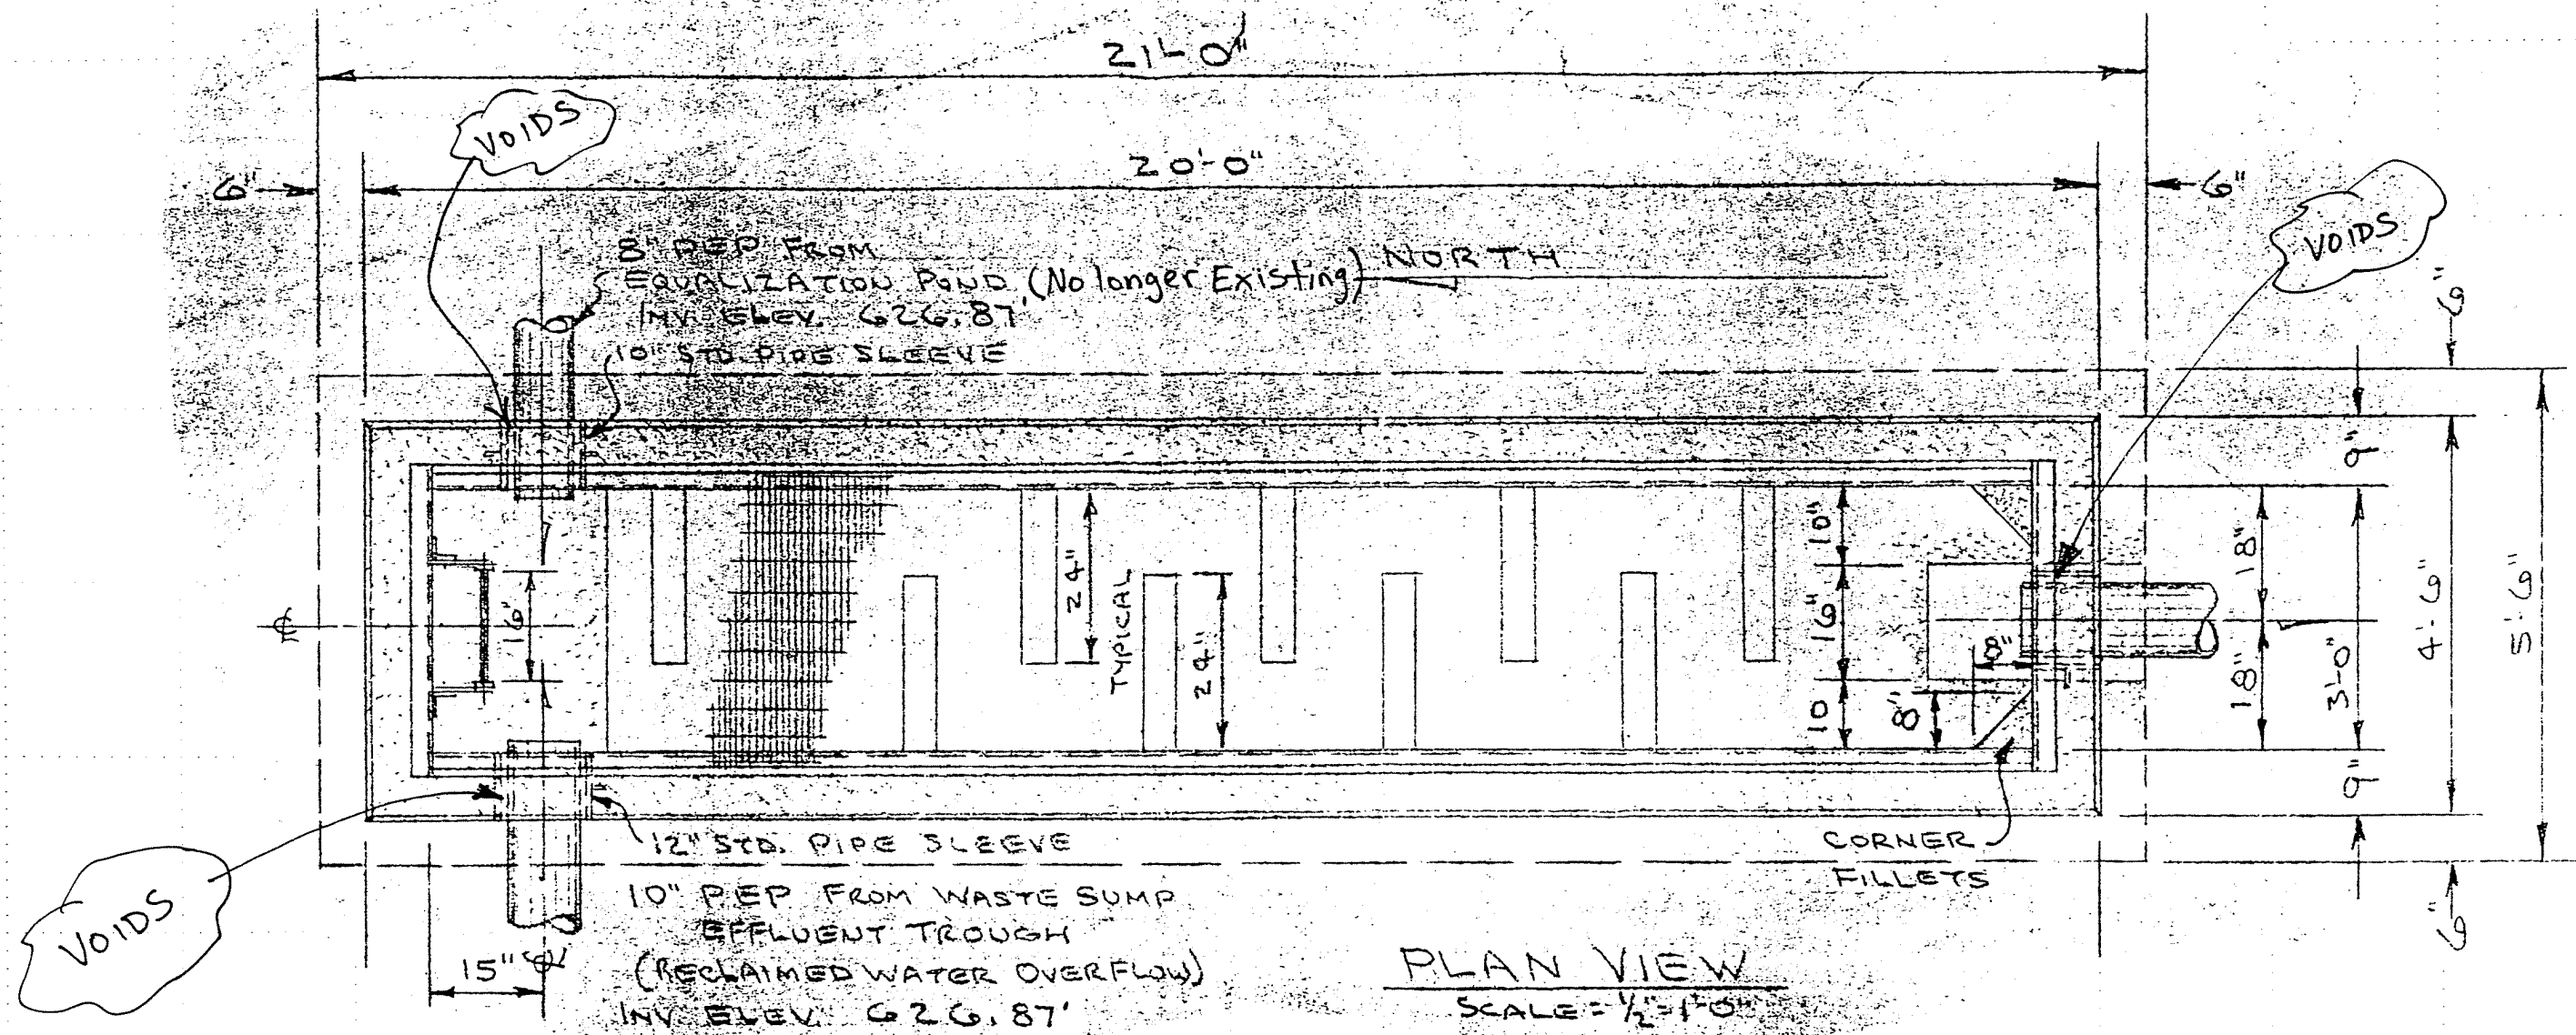 21'-0"
VOIDS
20'-0"
6"
6"
VOIDS
8" PEP FROM
EQUALIZATION POND (No longer Existing)
NORTH
INV. ELEV. 626.87'
10" STD. PIPE SLEEVE
6"
9"
24"
TYPICAL
24"
16"
10"
16"
10
8"
8"
18"
18"
3'-0"
4'-6"
5'-6"
9"
6"
℄
VOIDS
12" STD. PIPE SLEEVE
CORNER
FILLETS
10" PEP FROM WASTE SUMP
EFFLUENT TROUGH
(RECLAIMED WATER OVERFLOW)
INV. ELEV. 626.87'
15"
℄
PLAN VIEW
SCALE = 1/2"=1'-0"